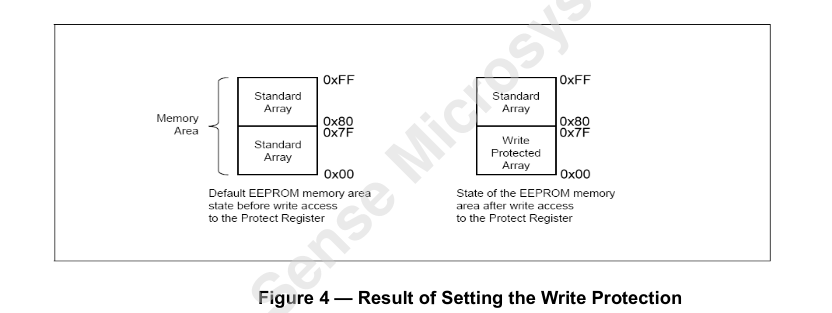 0xFF
Standard
Array
0x80
0x7F
Memory
Area
Standard
Array
0x00
Default EEPROM memory area
state before write access
to the Protect Register
0xFF
Standard
Array
0x80
0x7F
Write
Protected
Array
0x00
State of the EEPROM memory
area after write access
to the Protect Register
Sense Microsys
Figure 4 — Result of Setting the Write Protection